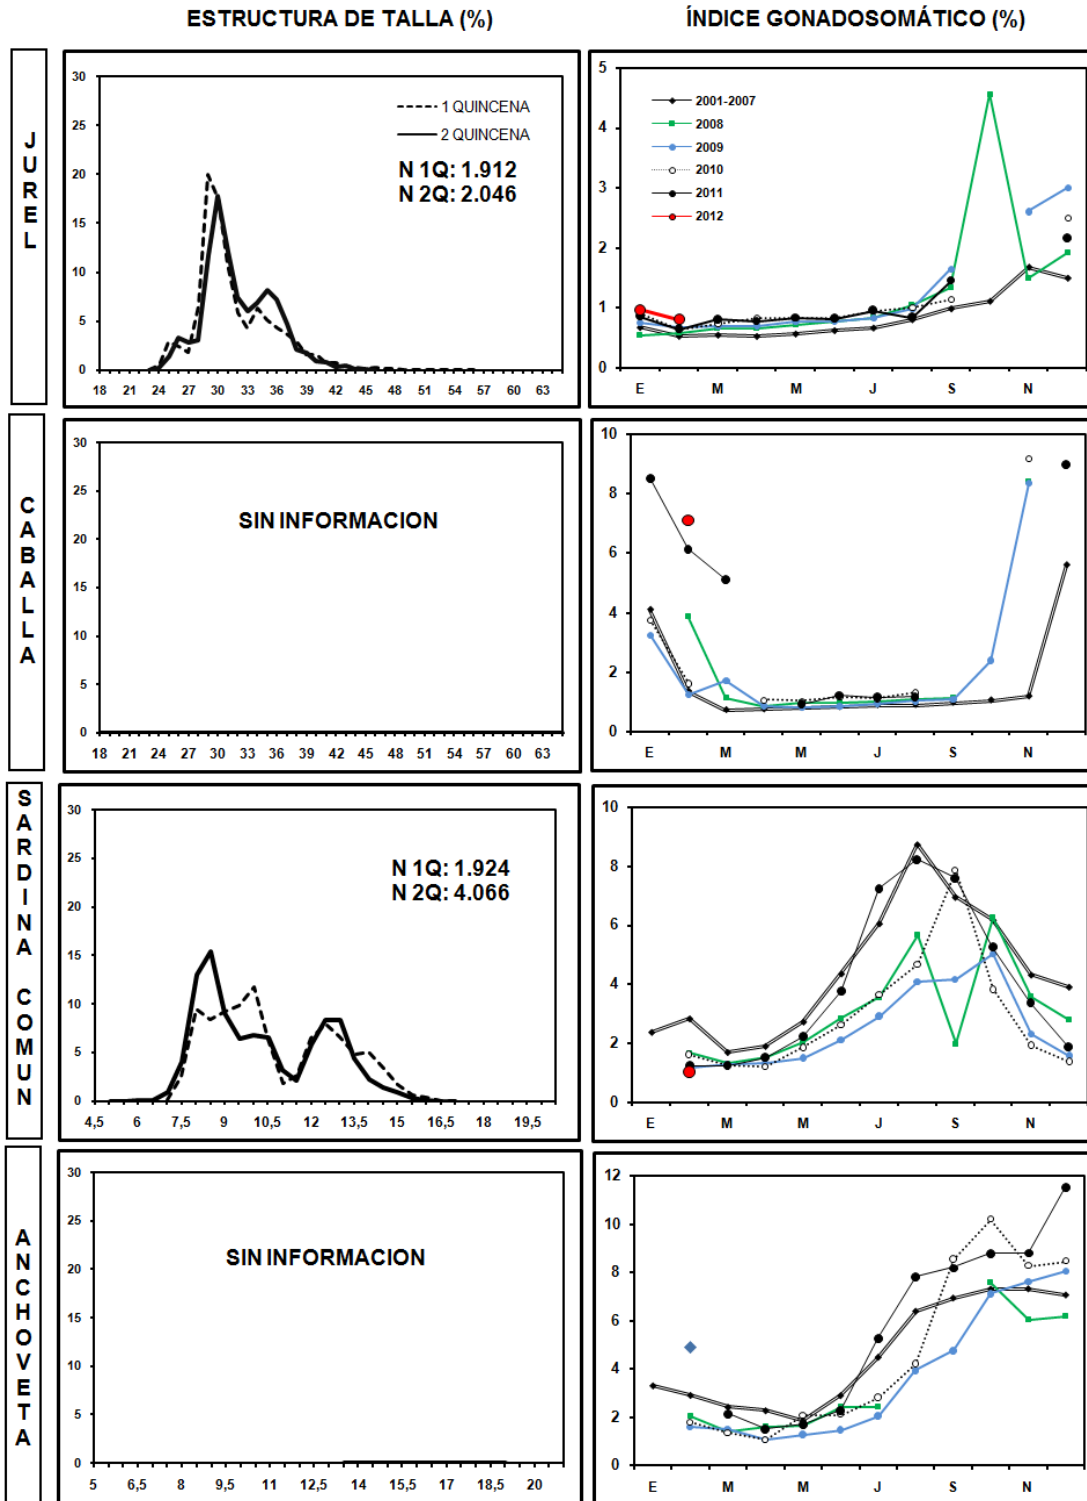 ESTRUCTURA DE TALLA (%)
ÍNDICE GONADOSOMÁTICO (%)
JUREL
30
25
20
15
10
5
0
18 21 23 24 27 30 33 36 39 42 45 48 51 54 57 60 63
1 QUINCENA
2 QUINCENA
N 1Q: 1.912
N 2Q: 2.046
5
4
3
2
1
0
E M M J S N
2001-2007
2008
2009
2010
2011
2012
CABALLA
30
25
20
15
10
5
0
18 21 24 27 30 33 36 39 42 45 48 51 54 57 60 63
SIN INFORMACION
10
8
6
4
2
0
E M M J S N
SARDINA COMUN
30
25
20
15
10
5
0
4,5 6 7,5 9 10,5 12 13,5 15 16,5 18 19,5
N 1Q: 1.924
N 2Q: 4.066
10
8
6
4
2
0
E M M J S N
ANCHOVETA
30
25
20
15
10
5
0
5 6,5 8 9,5 11 12,5 14 15,5 17 18,5 20
SIN INFORMACION
12
10
8
6
4
2
0
E M M J S N